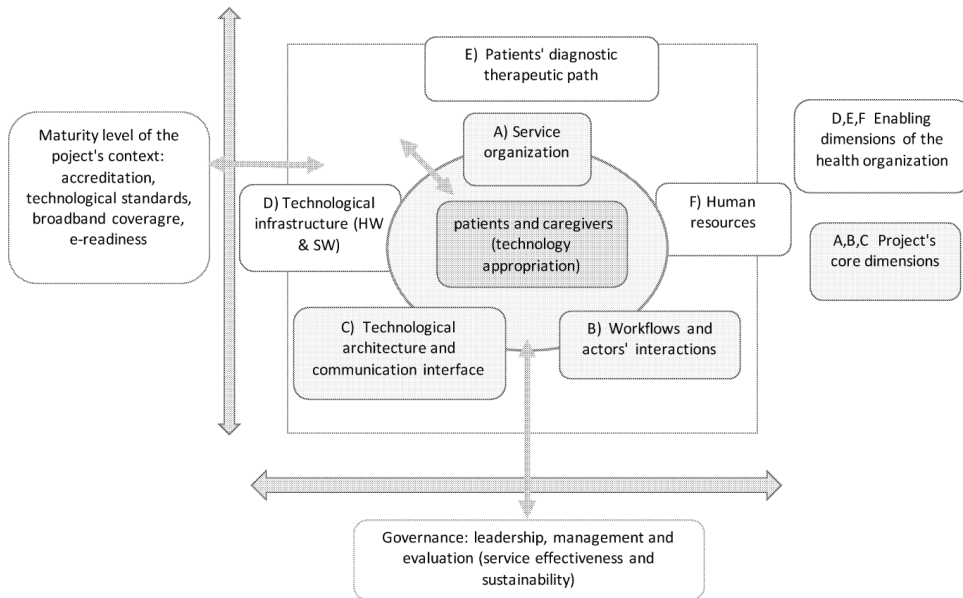 E) Patients' diagnostic
therapeutic path
Maturity level of the
poject's context:
accreditation,
technological standards,
broadband coveragre,
e-readiness
A) Service
organization
D,E,F Enabling
dimensions of the
health organization
D) Technological
infrastructure (HW
& SW)
patients and caregivers
(technology
appropriation)
F) Human
resources
A,B,C Project's
core dimensions
C) Technological
architecture and
communication interface
B) Workflows and
actors' interactions
Governance: leadership, management and
evaluation (service effectiveness and
sustainability)